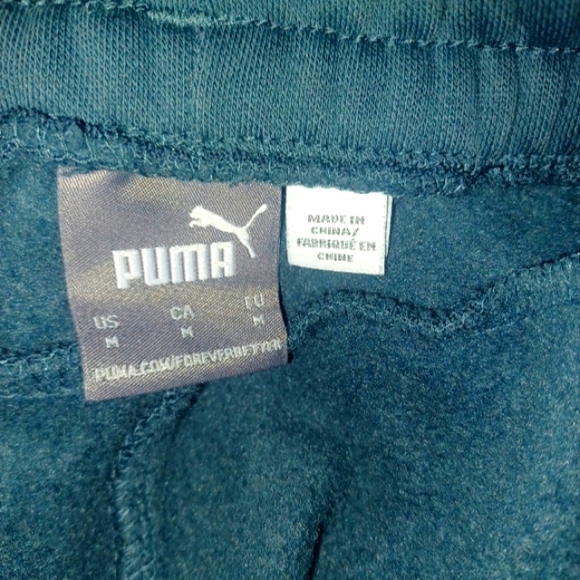 PUMA
US CA EU
M M M
PUMA.COM/FOREVERBETTER
MADE IN
CHINA/
FABRIQUÉ EN
CHINE